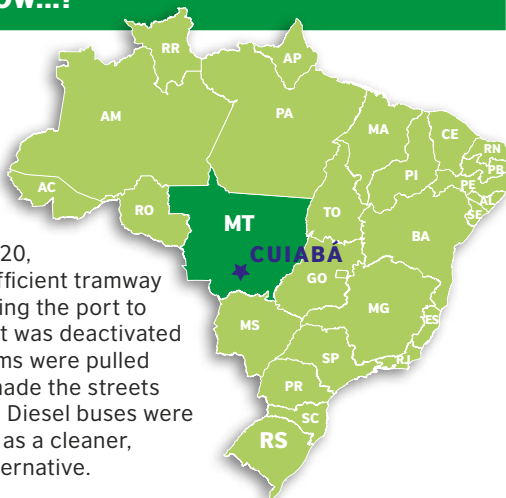 RR
AP
AM
PA
MA
CE
RN
PB
PI
PE
AL
SE
AC
RO
TO
MT
BA
CUIABÁ
GO
MG
ES
MS
SP
RJ
PR
SC
RS
20,
fficient tramway
ing the port to
t was deactivated
ms were pulled
nade the streets
Diesel buses were
as a cleaner,
ernative.